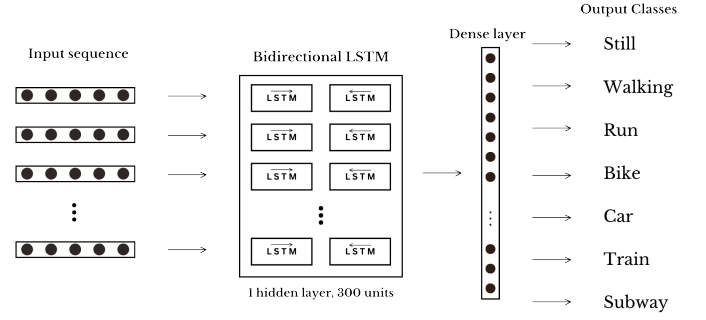 Output Classes
Input sequence
Bidirectional LSTM
Dense layer
LSTM LSTM
LSTM LSTM
LSTM LSTM
LSTM LSTM
1 hidden layer, 300 units
Still
Walking
Run
Bike
Car
Train
Subway